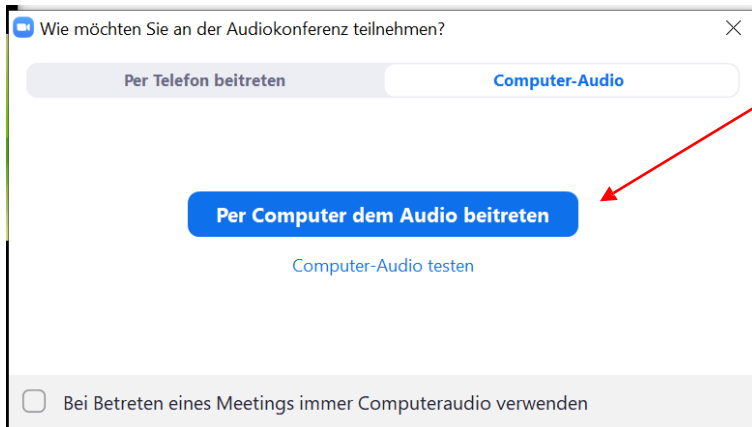 Wie möchten Sie an der Audiokonferenz teilnehmen?
Per Telefon beitreten
Computer-Audio
Per Computer dem Audio beitreten
Computer-Audio testen
Bei Betreten eines Meetings immer Computeraudio verwenden